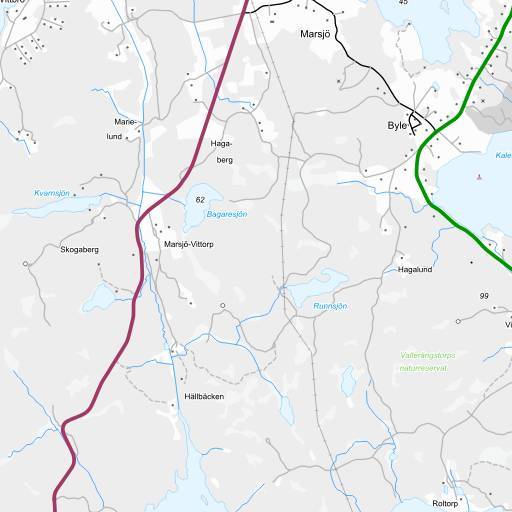 45
Marsjö
Marie-
lund
Byle
Haga-
berg
Kale
Kvarnsjön
62
Bagaresjön
Skogaberg
Marsjö-Vittorp
Hagalund
99
Runnsjön
Vi
Vallerängstorps
naturreservat
Hällbäcken
Roltorp